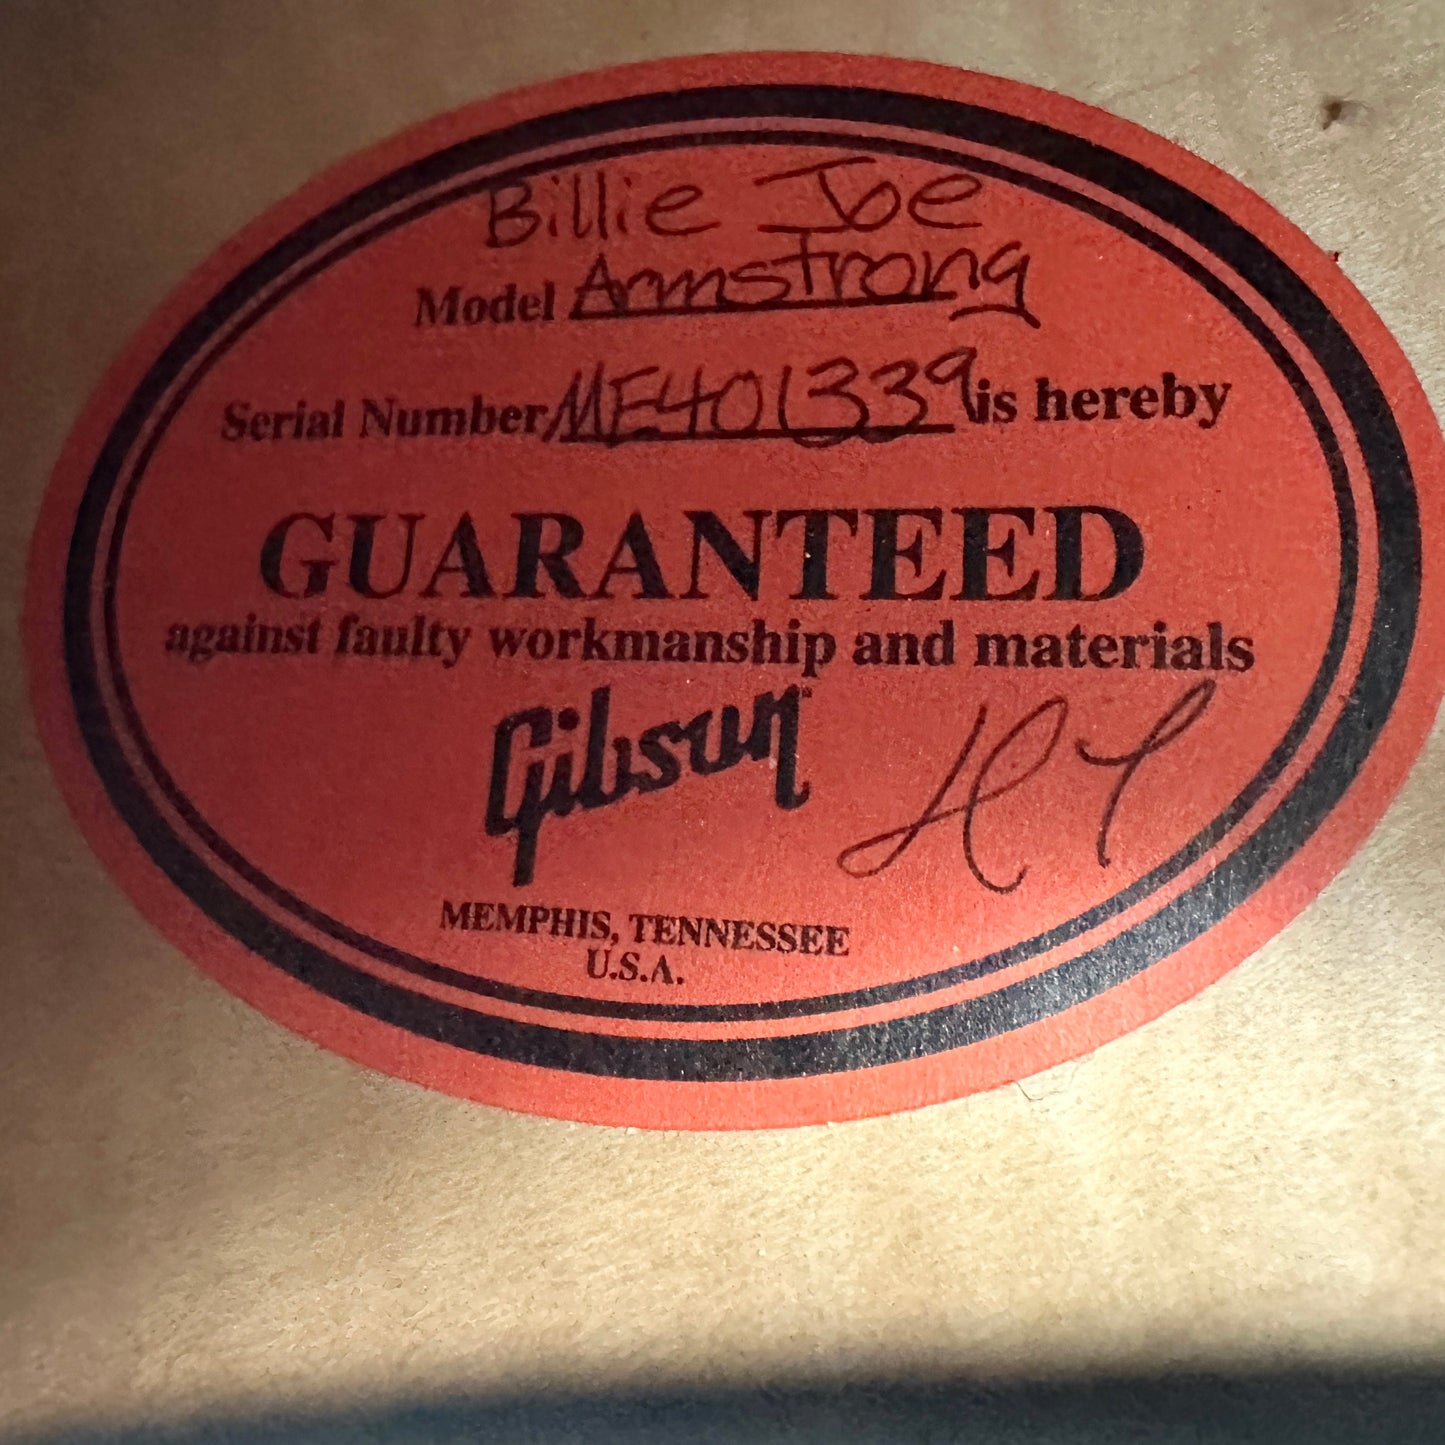 Billie Joe
Model Armstrong
Serial Number ME401339 is hereby
GUARANTEED
against faulty workmanship and materials
Gibson
MEMPHIS, TENNESSEE
U.S.A.